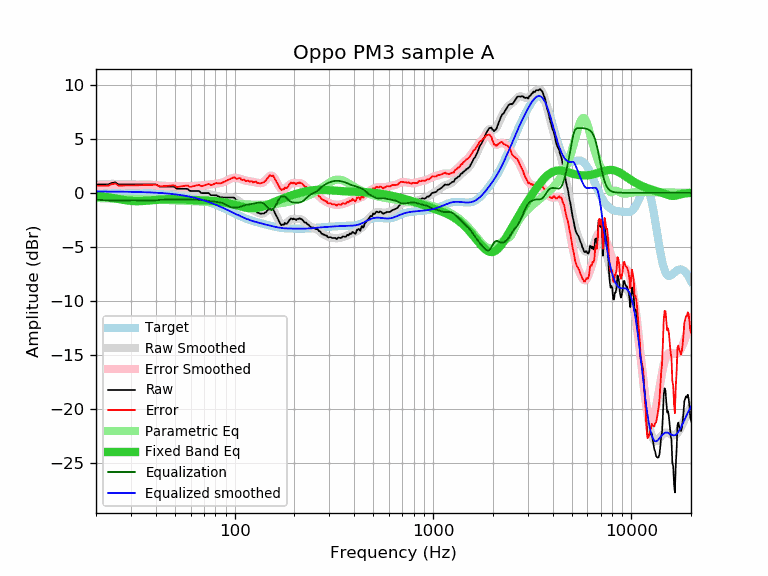 Oppo PM3 sample A
10
5
0
−5
−10
−15
−20
−25
Amplitude (dBr)
Target
Raw Smoothed
Error Smoothed
Raw
Error
Parametric Eq
Fixed Band Eq
Equalization
Equalized smoothed
100 1000 10000
Frequency (Hz)